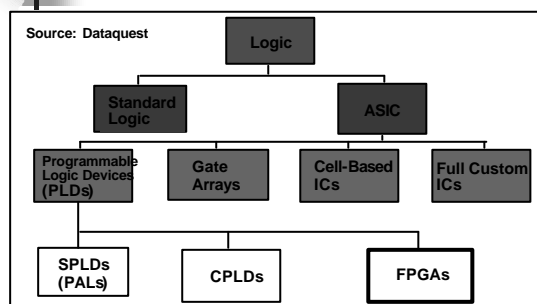 Source: Dataquest
Logic
Standard
Logic
ASIC
Programmable
Logic Devices
(PLDs)
Gate
Arrays
Cell-Based
ICs
Full Custom
ICs
SPLDs
(PALs)
CPLDs
FPGAs